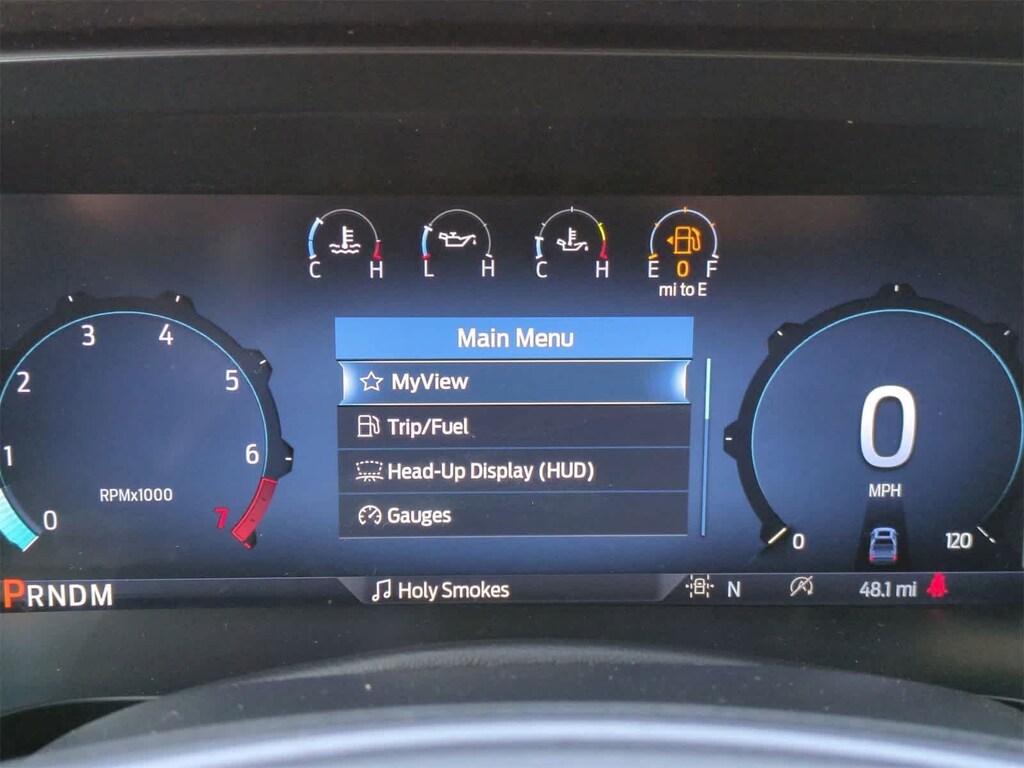 C H
L H
C H
E 0 F
mi to E
Main Menu
MyView
Trip/Fuel
Head-Up Display (HUD)
Gauges
0 1 2 3 4 5 6 7
RPMx1000
0
MPH
0 120
PRNDM
Holy Smokes
N
48.1 mi